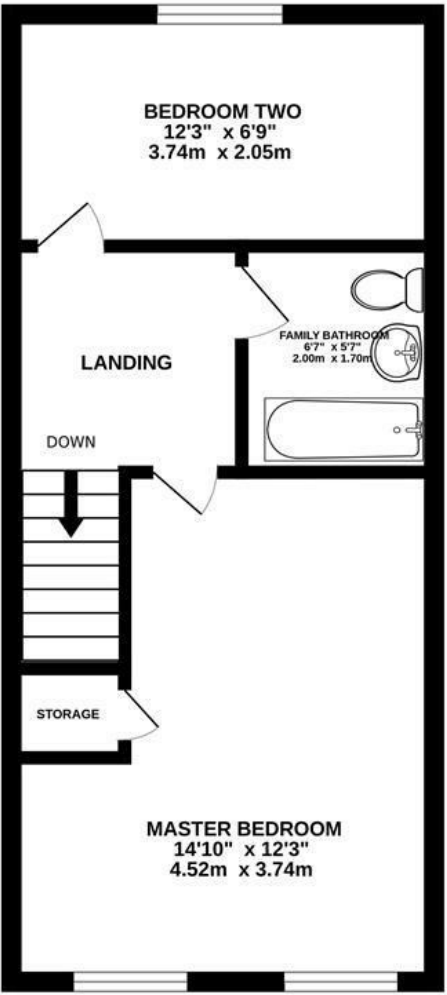 BEDROOM TWO
12'3" x 6'9"
3.74m x 2.05m
FAMILY BATHROOM
6'7" x 5'7"
2.00m x 1.70m
LANDING
DOWN
STORAGE
MASTER BEDROOM
14'10" x 12'3"
4.52m x 3.74m